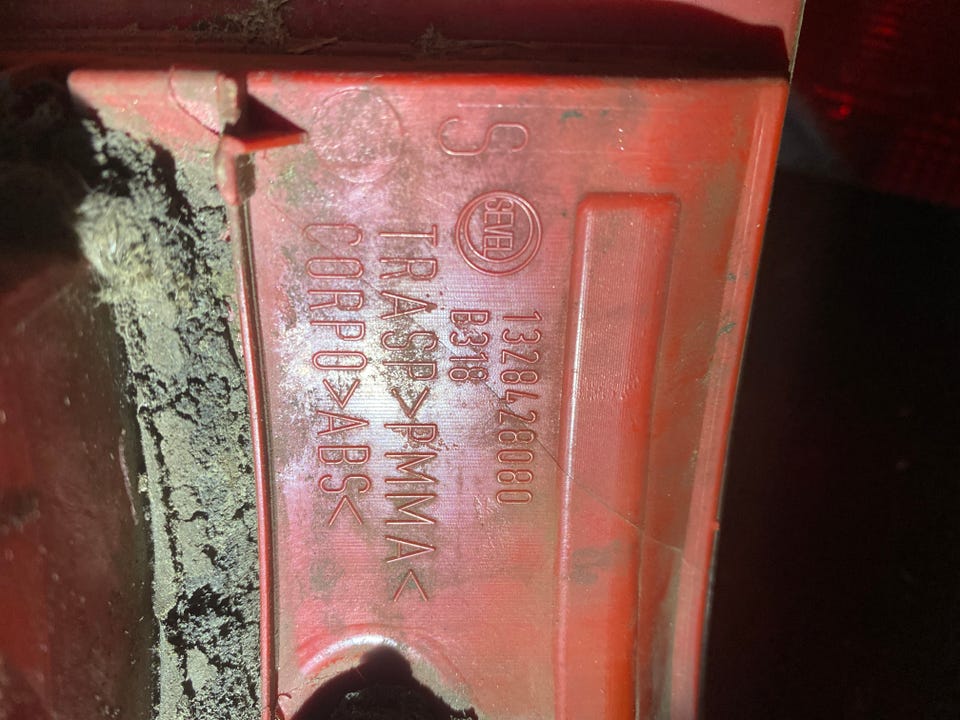 S
SEVEL
1328428080
B318
TRASP>PMMA<
CORPO>ABS<